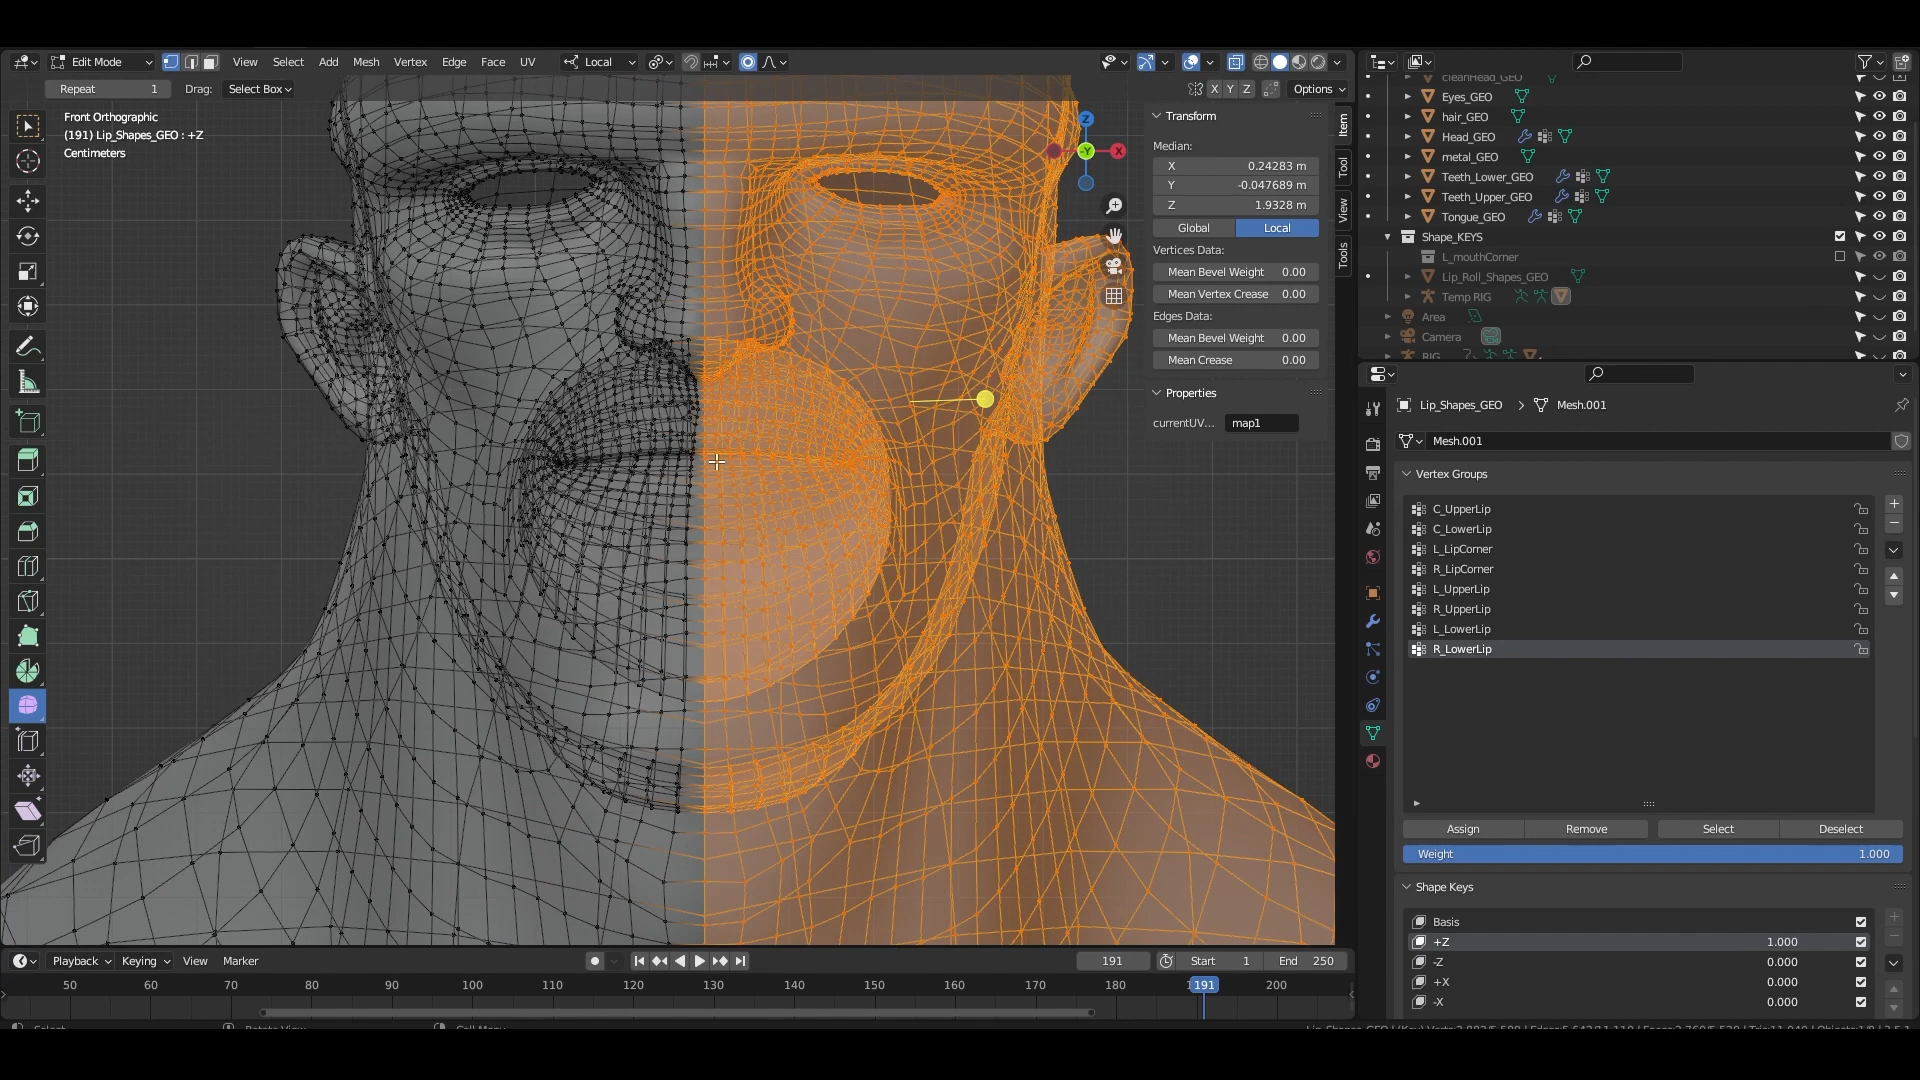 Edit Mode
View Select Add Mesh Vertex Edge Face UV
Local
Repeat 1 Drag: Select Box
X Y Z Options
Front Orthographic
(191) Lip_Shapes_GEO : +Z
Centimeters
Z
-Y X
Transform
Median:
X 0.24283 m
Y -0.047689 m
Z 1.9328 m
Global Local
Vertices Data:
Mean Bevel Weight 0.00
Mean Vertex Crease 0.00
Edges Data:
Mean Bevel Weight 0.00
Mean Crease 0.00
Properties
currentUV... map1
Item
Tool
View
Tools
cleanHead_GEO
Eyes_GEO
hair_GEO
Head_GEO
metal_GEO
Teeth_Lower_GEO
Teeth_Upper_GEO
Tongue_GEO
Shape_KEYS
L_mouthCorner
Lip_Roll_Shapes_GEO
Temp RIG
Area
Camera
RIG
Lip_Shapes_GEO > Mesh.001
Mesh.001
Vertex Groups
C_UpperLip
C_LowerLip
L_LipCorner
R_LipCorner
L_UpperLip
R_UpperLip
L_LowerLip
R_LowerLip
Assign Remove Select Deselect
Weight 1.000
Shape Keys
Basis
+Z 1.000
-Z 0.000
+X 0.000
-X 0.000
Playback Keying View Marker
191 Start 1 End 250
50 60 70 80 90 100 110 120 130 140 150 160 170 180 191 200
Select Rotate View Call Menu